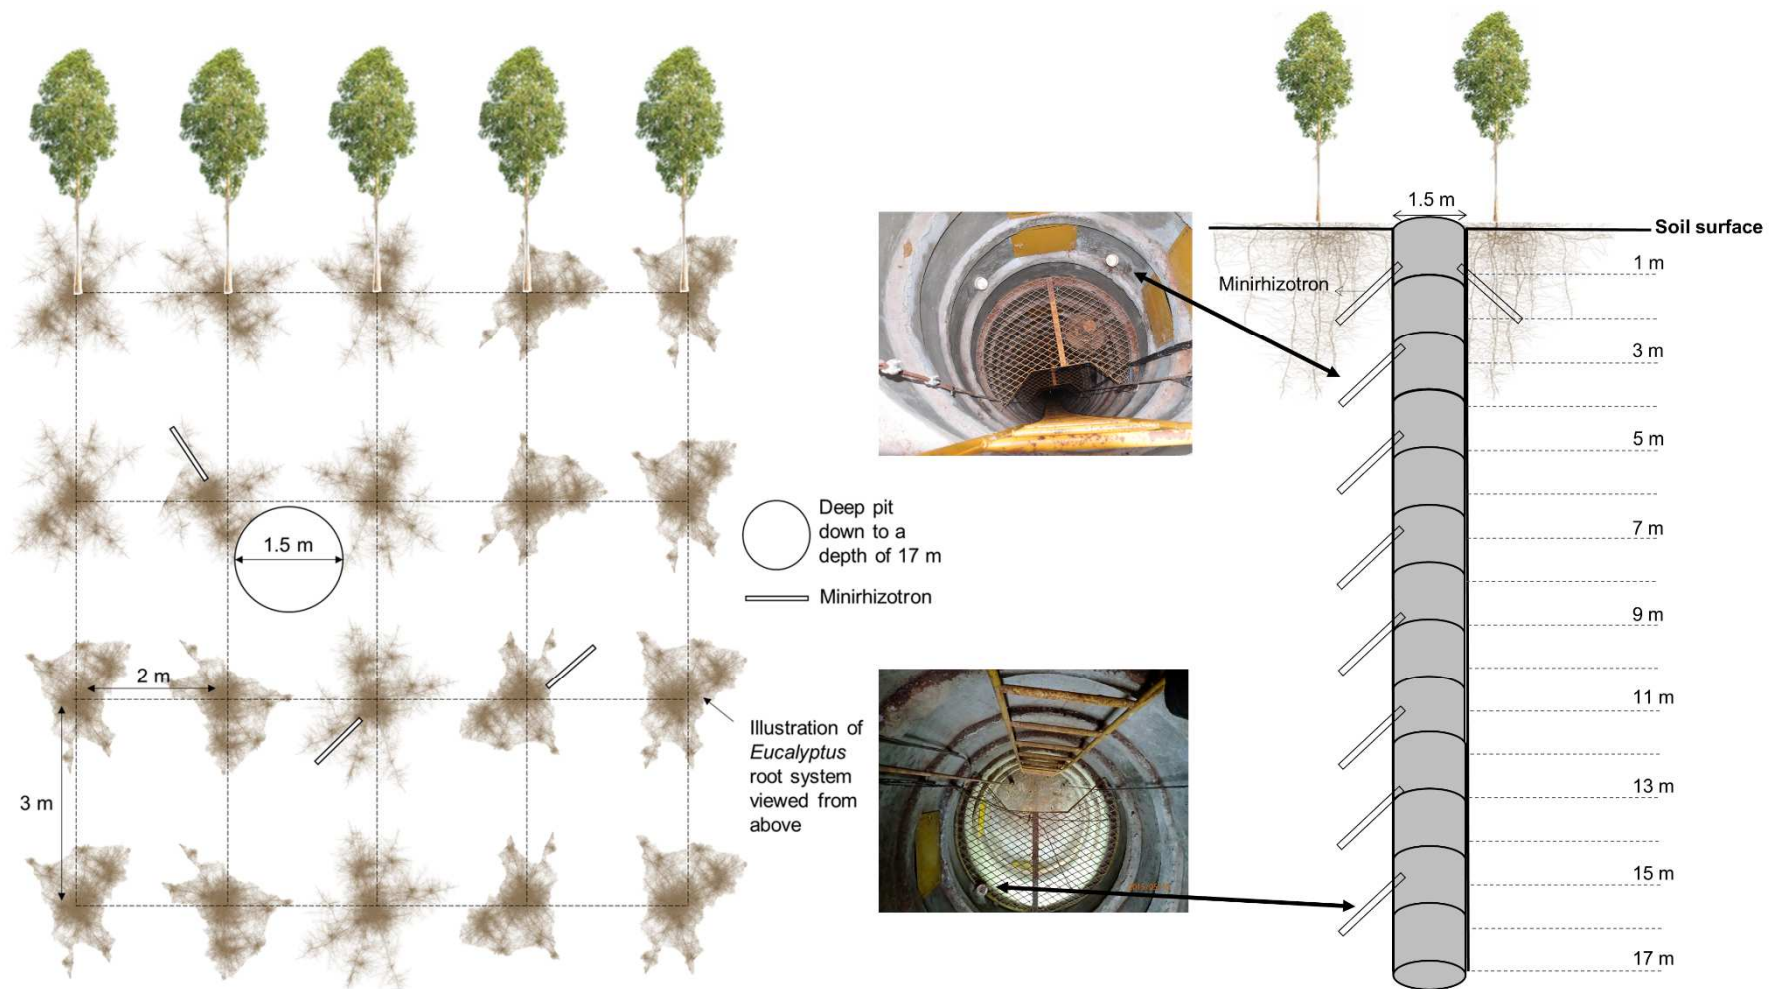 1.5 m
Deep pit
down to a
depth of 17 m
Minirhizotron
2 m
3 m
Illustration of
Eucalyptus
root system
viewed from
above
1.5 m
Soil surface
Minirhizotron
1 m
3 m
5 m
7 m
9 m
11 m
13 m
15 m
17 m